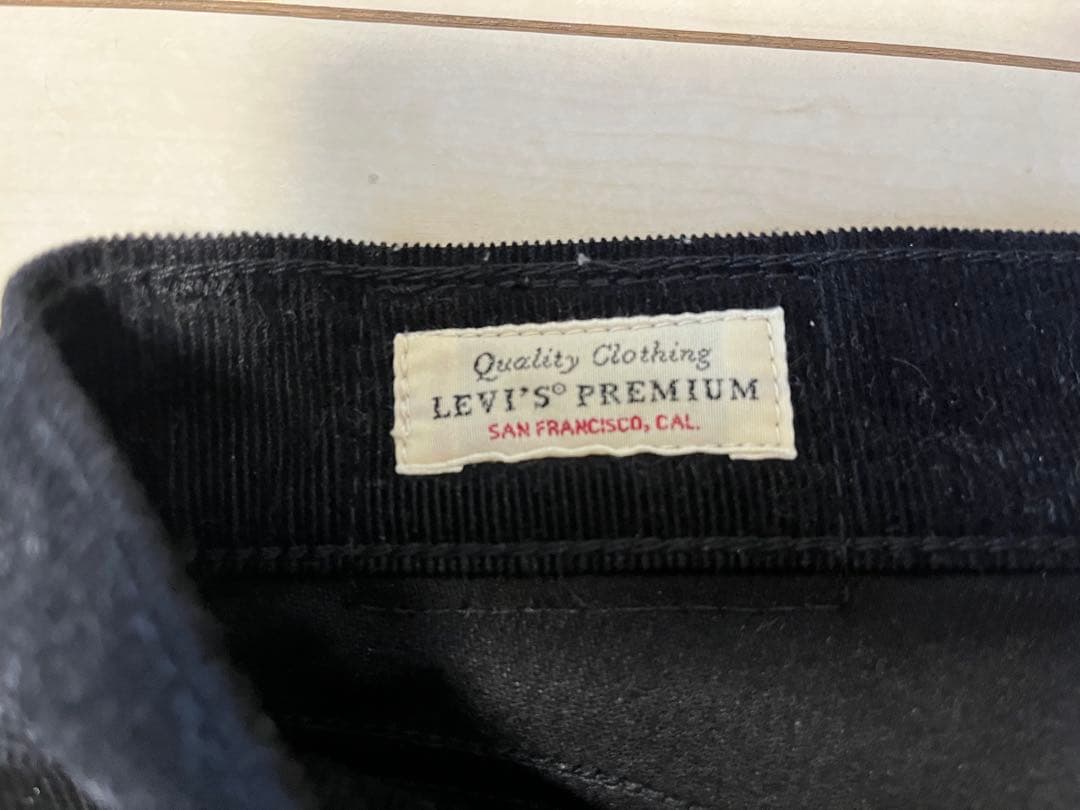 Quality Clothing
LEVI'S® PREMIUM
SAN FRANCISCO, CAL.